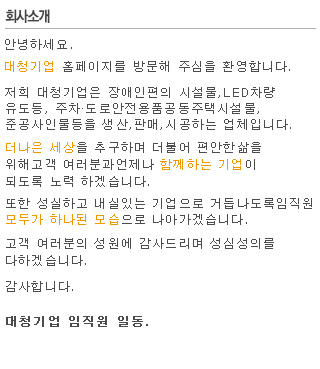 회사소개
안녕하세요.
대청기업 홈페이지를 방문해 주심을 환영합니다.
저희 대청기업은 장애인편의 시설물,LED차량
유도등, 주차·도로안전용품공동주택시설물,
준공사인물등을 생산,판매,시공하는 업체입니다.
더나은 세상을 추구하며 더불어 편안한삶을
위해고객 여러분과언제나 함께하는 기업이
되도록 노력 하겠습니다.
또한 성실하고 내실있는 기업으로 거듭나도록임직원
모두가 하나된 모습으로 나아가겠습니다.
고객 여러분의 성원에 감사드리며 성심성의를
다하겠습니다.
감사합니다.
대청기업 임직원 일동.